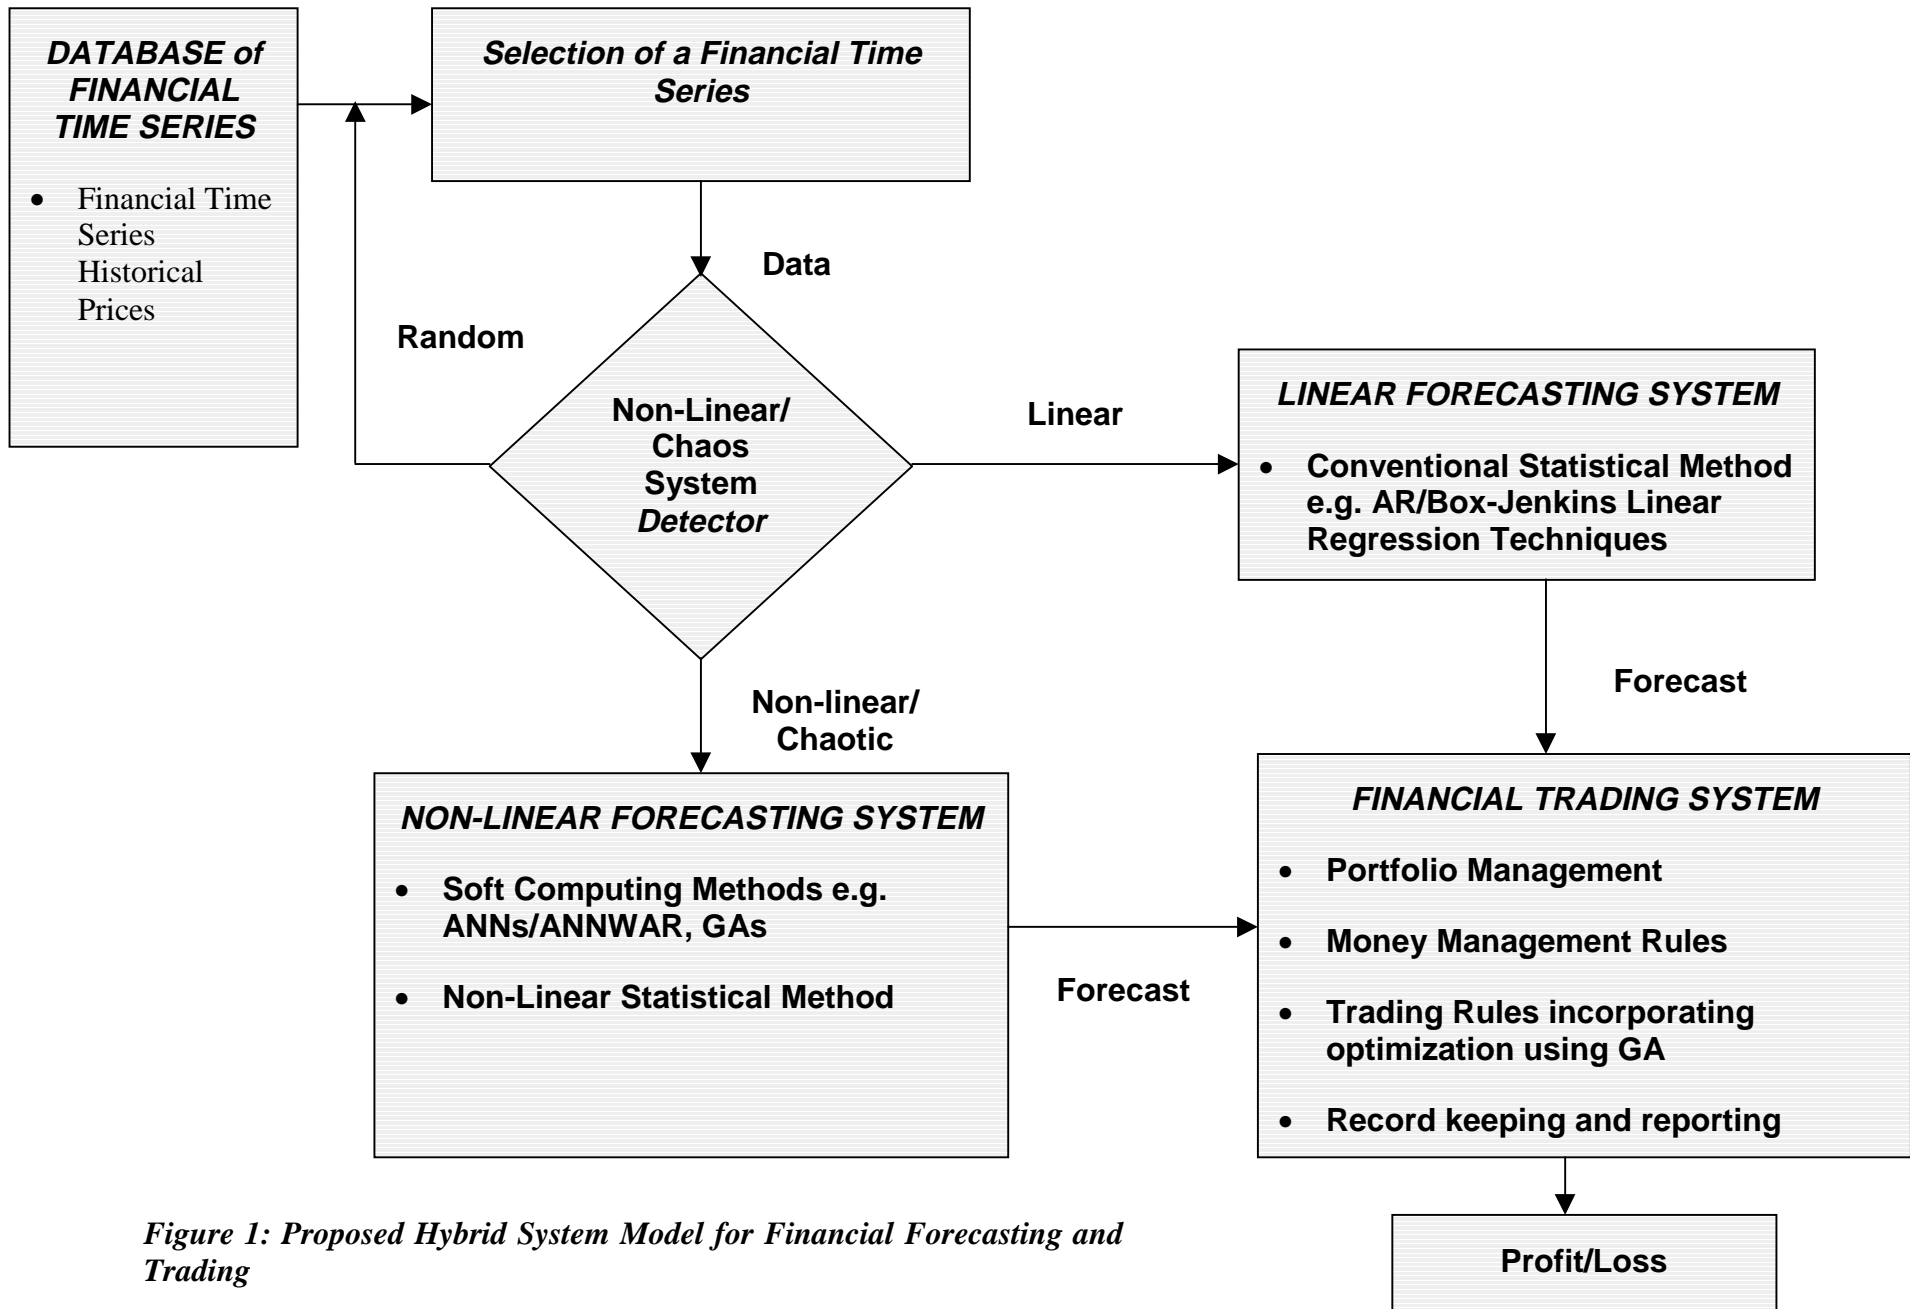 DATABASE of
FINANCIAL
TIME SERIES
• Financial Time
Series
Historical
Prices
Selection of a Financial Time
Series
Data
Random
Non-Linear/
Chaos
System
Detector
Linear
LINEAR FORECASTING SYSTEM
• Conventional Statistical Method
e.g. AR/Box-Jenkins Linear
Regression Techniques
Forecast
Non-linear/
Chaotic
NON-LINEAR FORECASTING SYSTEM
• Soft Computing Methods e.g.
ANNs/ANNWAR, GAs
• Non-Linear Statistical Method
Forecast
FINANCIAL TRADING SYSTEM
• Portfolio Management
• Money Management Rules
• Trading Rules incorporating
optimization using GA
• Record keeping and reporting
Profit/Loss
Figure 1: Proposed Hybrid System Model for Financial Forecasting and
Trading